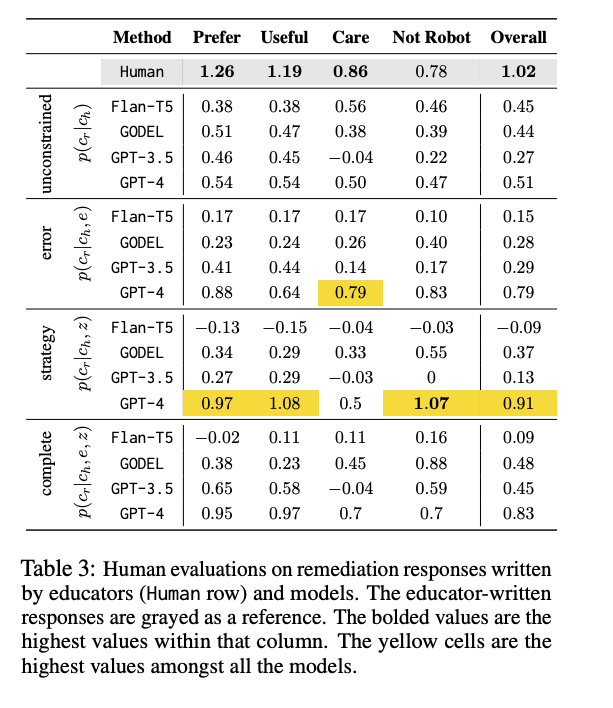 Method Prefer Useful Care Not Robot Overall
Human 1.26 1.19 0.86 0.78 1.02
unconstrained
p(c_r|c_h)
Flan-T5 0.38 0.38 0.56 0.46 0.45
GODEL 0.51 0.47 0.38 0.39 0.44
GPT-3.5 0.46 0.45 −0.04 0.22 0.27
GPT-4 0.54 0.54 0.50 0.47 0.51
error
p(c_r|c_h, e)
Flan-T5 0.17 0.17 0.17 0.10 0.15
GODEL 0.23 0.24 0.26 0.40 0.28
GPT-3.5 0.41 0.44 0.14 0.17 0.29
GPT-4 0.88 0.64 0.79 0.83 0.79
strategy
p(c_r|c_h, z)
Flan-T5 −0.13 −0.15 −0.04 −0.03 −0.09
GODEL 0.34 0.29 0.33 0.55 0.37
GPT-3.5 0.27 0.29 −0.03 0 0.13
GPT-4 0.97 1.08 0.5 1.07 0.91
complete
p(c_r|c_h, e, z)
Flan-T5 −0.02 0.11 0.11 0.16 0.09
GODEL 0.38 0.23 0.45 0.88 0.48
GPT-3.5 0.65 0.58 −0.04 0.59 0.45
GPT-4 0.95 0.97 0.7 0.7 0.83
Table 3: Human evaluations on remediation responses written
by educators (Human row) and models. The educator-written
responses are grayed as a reference. The bolded values are the
highest values within that column. The yellow cells are the
highest values amongst all the models.